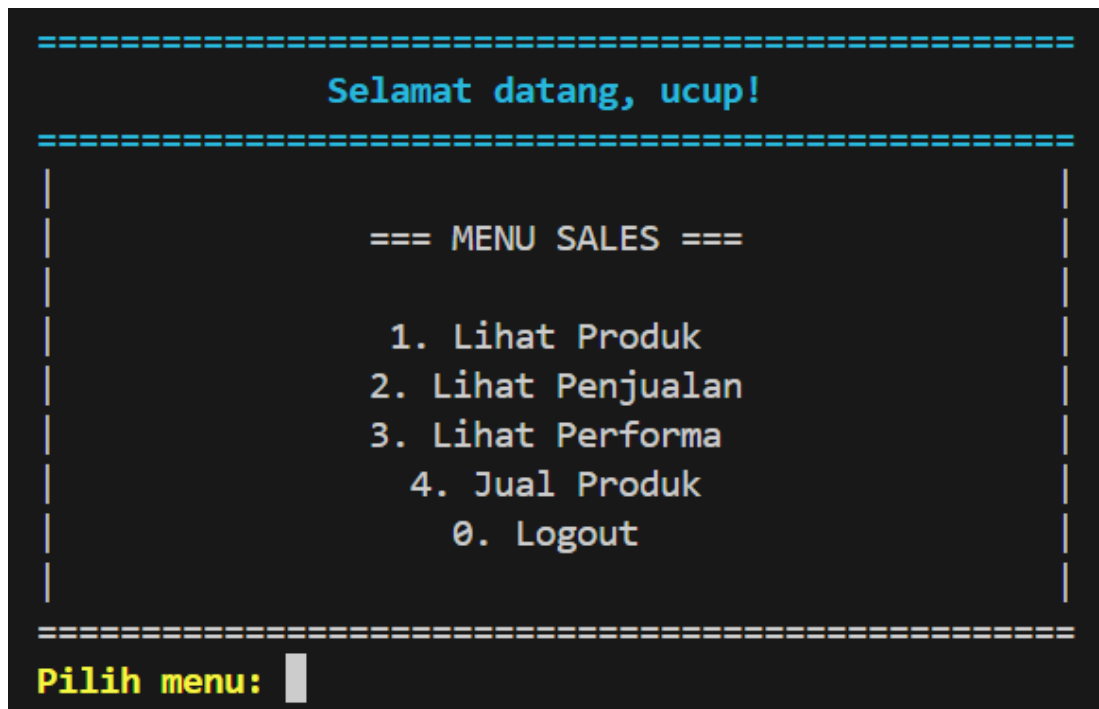 ==================================================
Selamat datang, ucup!
==================================================
| |
| === MENU SALES === |
| |
| 1. Lihat Produk |
| 2. Lihat Penjualan |
| 3. Lihat Performa |
| 4. Jual Produk |
| 0. Logout |
| |
==================================================
Pilih menu: